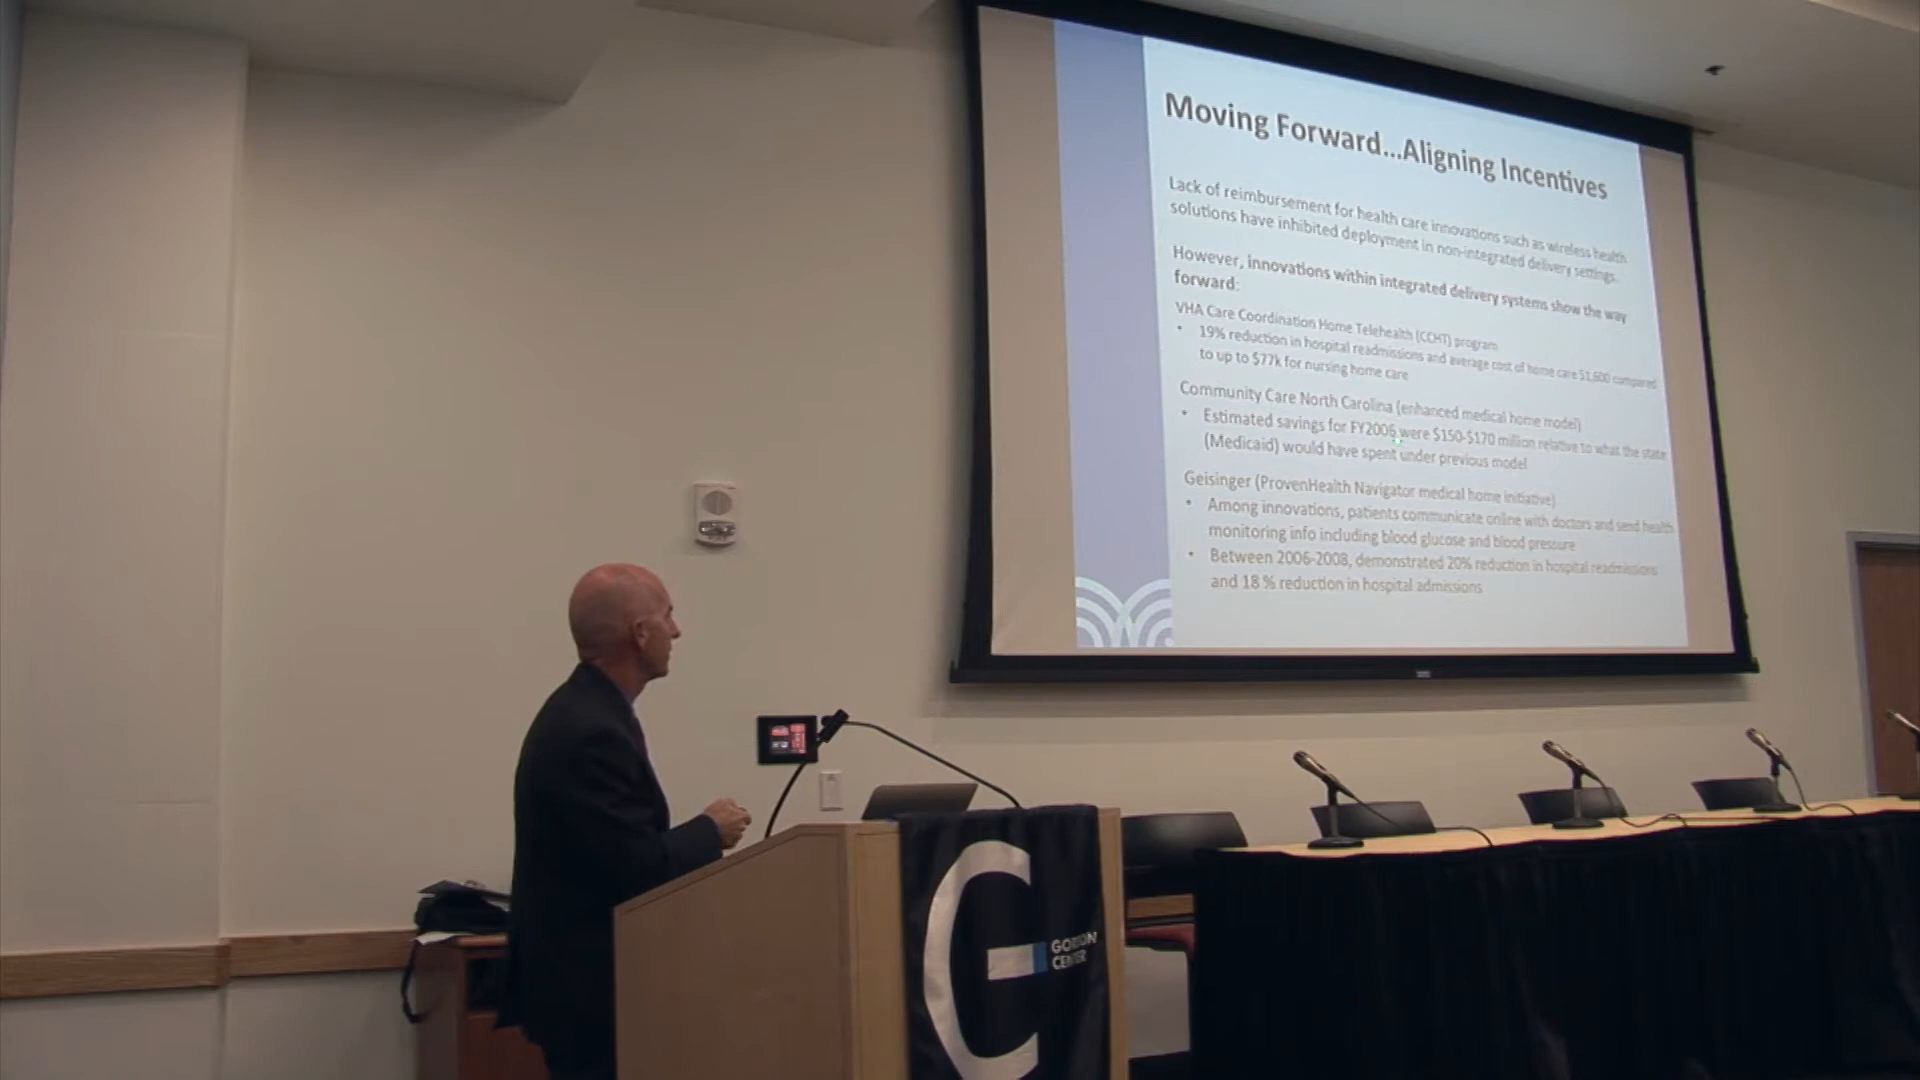 Moving Forward...Aligning Incentives
Lack of reimbursement for health care innovations such as wireless health
solutions have inhibited deployment in non-integrated delivery settings.
However, innovations within integrated delivery systems show the way
forward:
VHA Care Coordination Home Telehealth (CCHT) program
• 19% reduction in hospital readmissions and average cost of home care $1,600 compared
to up to $77k for nursing home care
Community Care North Carolina (enhanced medical home model)
• Estimated savings for FY2006 were $150-$170 million relative to what the state
(Medicaid) would have spent under previous model
Geisinger (ProvenHealth Navigator medical home initiative)
• Among innovations, patients communicate online with doctors and send health
monitoring info including blood glucose and blood pressure
• Between 2006-2008, demonstrated 20% reduction in hospital readmissions
and 18 % reduction in hospital admissions
GORDON
CENTER